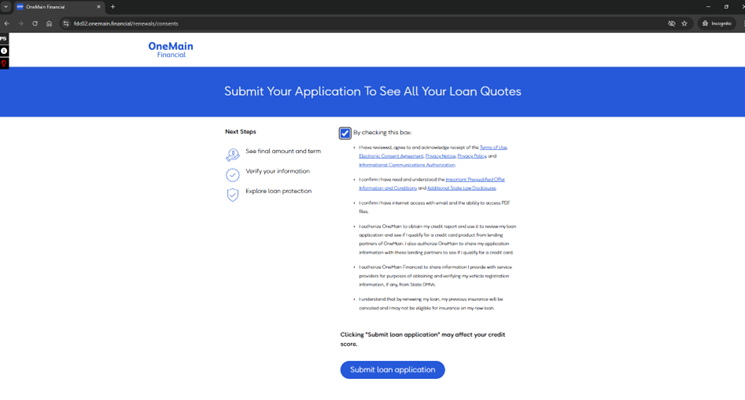 OneMain Financial
fdc02.onemain.financial/renewals/consents
Incognito
PS
OneMain
Financial
Submit Your Application To See All Your Loan Quotes
Next Steps
See final amount and term
Verify your information
Explore loan protection
By checking this box:
I have reviewed, agree to and acknowledge receipt of the Terms of Use,
Electronic Consent Agreement, Privacy Notice, Privacy Policy, and
Informational Communications Authorization.
I confirm I have read and understood the Important Prequalified Offer
Information and Conditions and Additional State Law Disclosures.
I confirm I have internet access with email and the ability to access PDF
files.
I authorize OneMain to obtain my credit report and use it to review my loan
application and see if I qualify for a credit card product from lending
partners of OneMain. I also authorize OneMain to share my application
information with those lending partners to see if I qualify for a credit card.
I authorize OneMain Financial to share information I provide with service
providers for purposes of obtaining and verifying my vehicle registration
information, if any, from State DMVs.
I understand that by renewing my loan, my previous insurance will be
canceled and I may not be eligible for insurance on my new loan.
Clicking "Submit loan application" may affect your credit
score.
Submit loan application